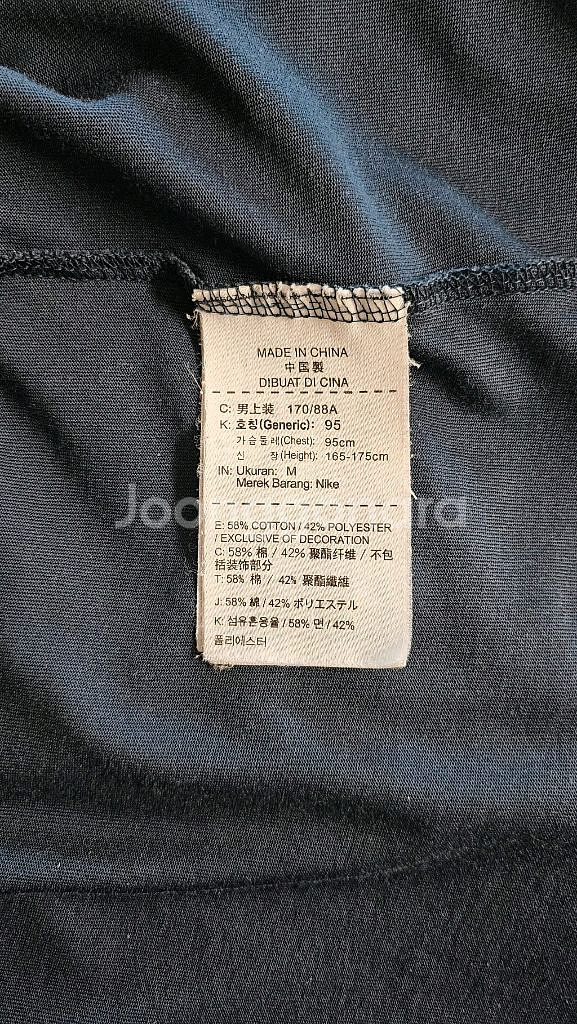 MADE IN CHINA
中国製
DIBUAT DI CINA
C: 男上装 170/88A
K: 호칭(Generic): 95
가슴둘레(Chest): 95cm
신 장(Height): 165-175cm
IN: Ukuran: M
Merek Barang: Nike
E: 58% COTTON / 42% POLYESTER
/ EXCLUSIVE OF DECORATION
C: 58% 棉 / 42% 聚酯纤维 / 不包
括装饰部分
T: 58% 棉 / 42% 聚酯纖維
J: 58% 綿 / 42% ポリエステル
K: 섬유혼용율 / 58% 면 / 42%
폴리에스터